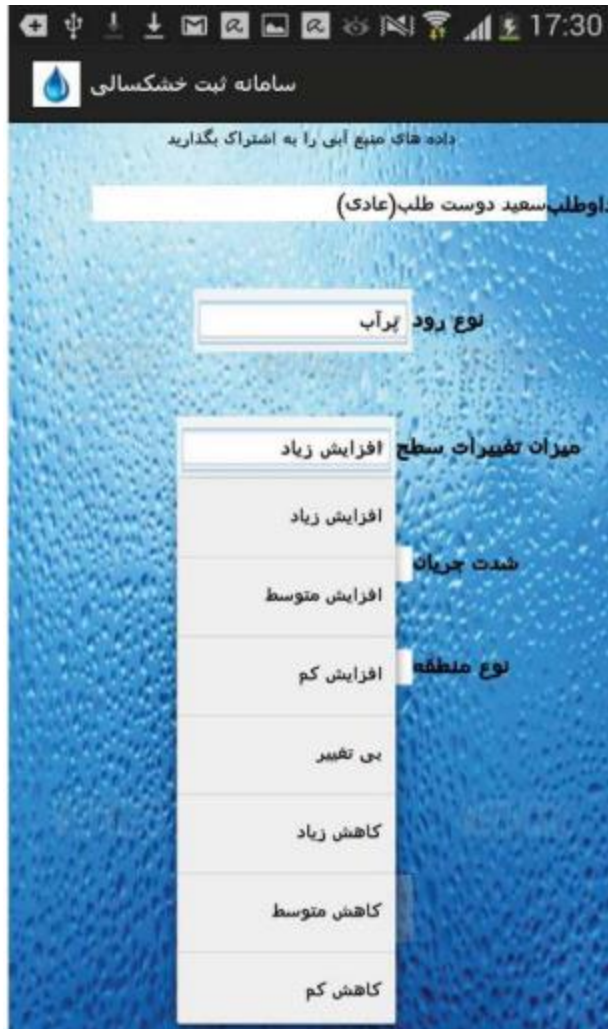 17:30
سامانه ثبت خشکسالی
داده های منبع آبی را به اشتراک بگذارید
داوطلب سعید دوست طلب(عادی)
نوع رود پرآب
میزان تغییرات سطح افزایش زیاد
افزایش زیاد
شدت جریان
افزایش متوسط
نوع منطقه
افزایش کم
بی تغییر
کاهش زیاد
کاهش متوسط
کاهش کم